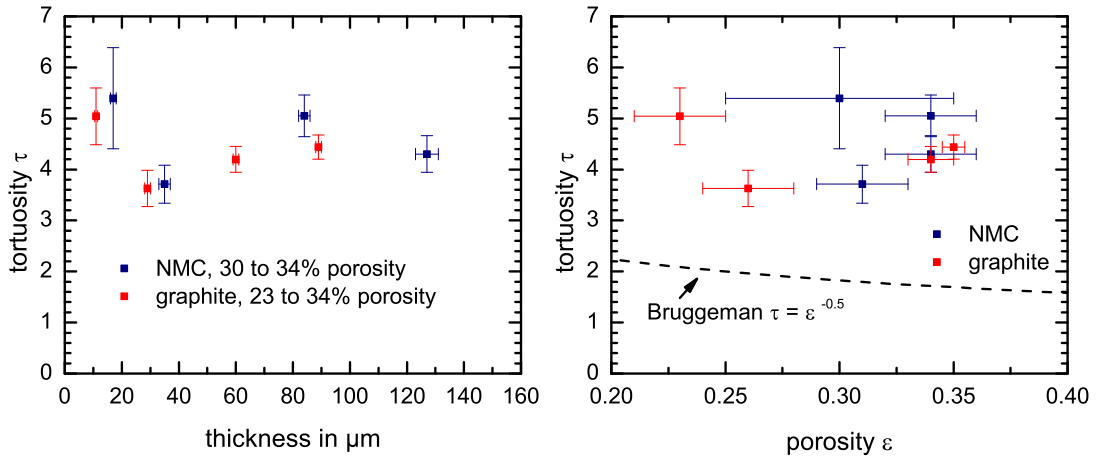 7
6
5
4
3
2
1
0
tortuosity τ
NMC, 30 to 34% porosity
graphite, 23 to 34% porosity
0 20 40 60 80 100 120 140 160
thickness in µm
7
6
5
4
3
2
1
0
tortuosity τ
NMC
graphite
Bruggeman τ = ε -0.5
0.20 0.25 0.30 0.35 0.40
porosity ε